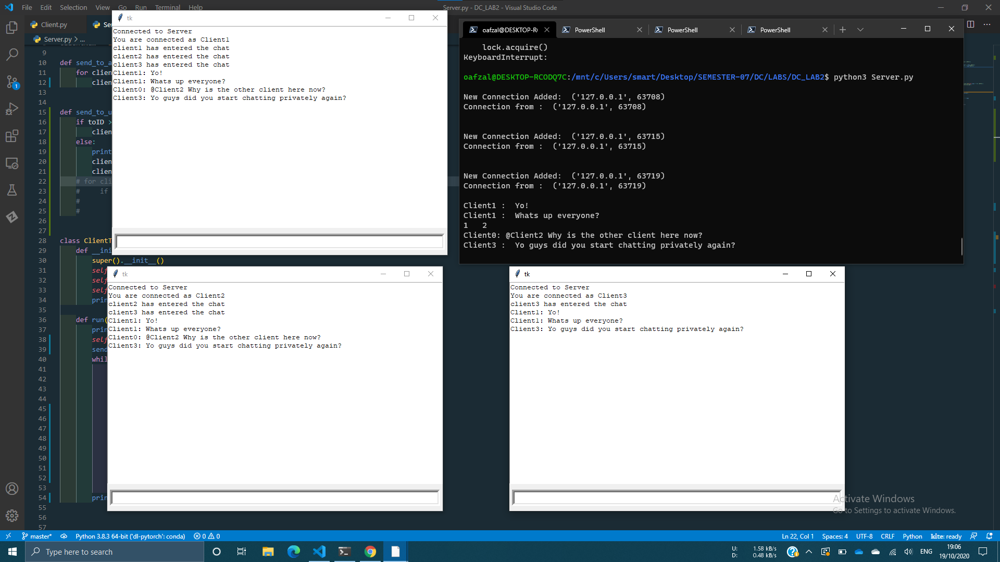 File Edit Selection View Go Run Terminal Help
Server.py - DC_LAB2 - Visual Studio Code
Client.py
Server.py > ...
9
10 def send_to_a
11 for clien
12 clien
13
14
15 def send_to_u
16 if toID >
17 clien
18 else:
19 print
20 clien
21 clien
22 # for cli
23 # if
24 #
25 #
26
27
28 class ClientT
29 def __ini
30 super().__init__()
31 self
32 self
33 self
34 prin
35
36 def run(
37 prin
38 self
39 send
40 whil
41
42
43
44
45
46
47
48
49
50
51
52
53
54 prin
55
56
57
tk
Connected to Server
You are connected as Client1
client1 has entered the chat
client2 has entered the chat
client3 has entered the chat
Client1: Yo!
Client1: Whats up everyone?
Client0: @Client2 Why is the other client here now?
Client3: Yo guys did you start chatting privately again?
oafzal@DESKTOP-R
PowerShell
PowerShell
PowerShell
lock.acquire()
KeyboardInterrupt:
oafzal@DESKTOP-RCODQ7C:/mnt/c/Users/smart/Desktop/SEMESTER-07/DC/LABS/DC_LAB2$ python3 Server.py
New Connection Added: ('127.0.0.1', 63708)
Connection from : ('127.0.0.1', 63708)
New Connection Added: ('127.0.0.1', 63715)
Connection from : ('127.0.0.1', 63715)
New Connection Added: ('127.0.0.1', 63719)
Connection from : ('127.0.0.1', 63719)
Client1 : Yo!
Client1 : Whats up everyone?
1 2
Client0: @Client2 Why is the other client here now?
Client3 : Yo guys did you start chatting privately again?
tk
Connected to Server
You are connected as Client2
client2 has entered the chat
client3 has entered the chat
Client1: Yo!
Client1: Whats up everyone?
Client0: @Client2 Why is the other client here now?
Client3: Yo guys did you start chatting privately again?
tk
Connected to Server
You are connected as Client3
client3 has entered the chat
Client1: Yo!
Client1: Whats up everyone?
Client3: Yo guys did you start chatting privately again?
Activate Windows
Go to Settings to activate Windows.
1
master* Python 3.8.3 64-bit ('dl-pytorch': conda) 0 0
Ln 22, Col 1 Spaces: 4 UTF-8 CRLF Python kite: ready
Type here to search
U: 1.58 kB/s
D: 0.48 kB/s
ENG
19:06
19/10/2020